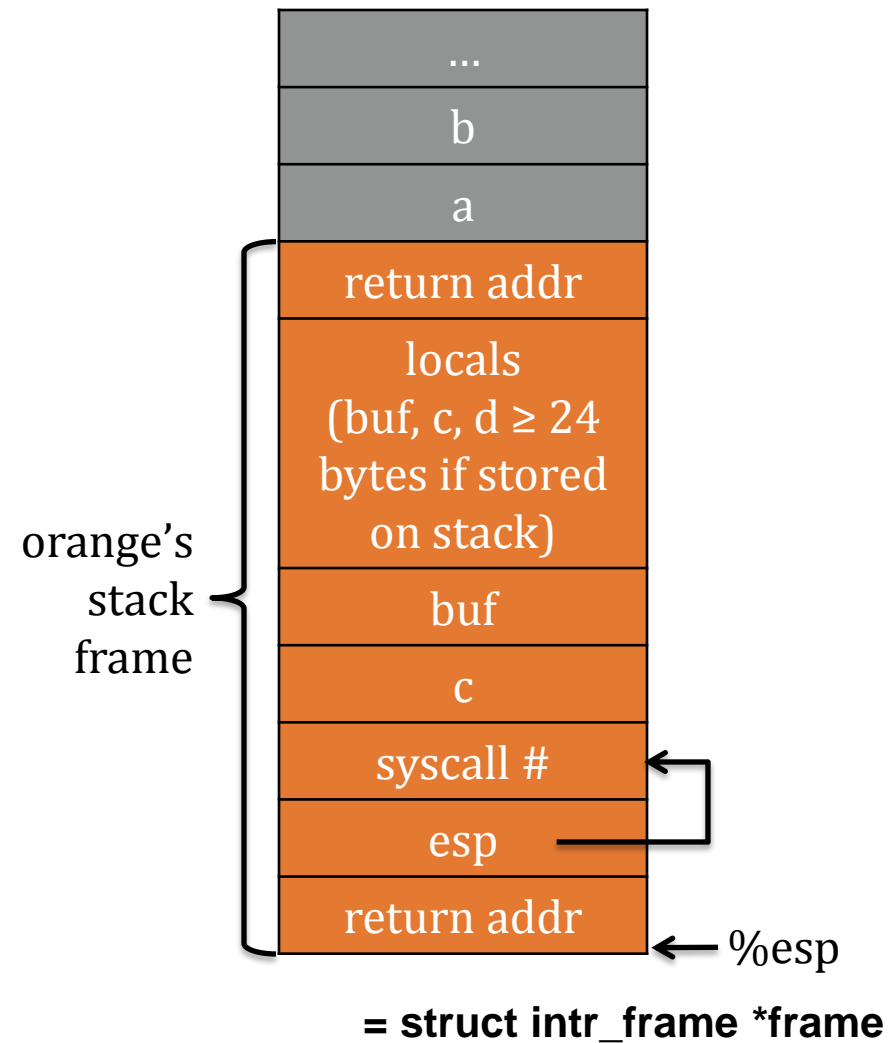 ...
b
a
return addr
locals
(buf, c, d ≥ 24
bytes if stored
on stack)
orange’s
stack
frame
buf
c
syscall #
esp
return addr
%esp
= struct intr_frame *frame